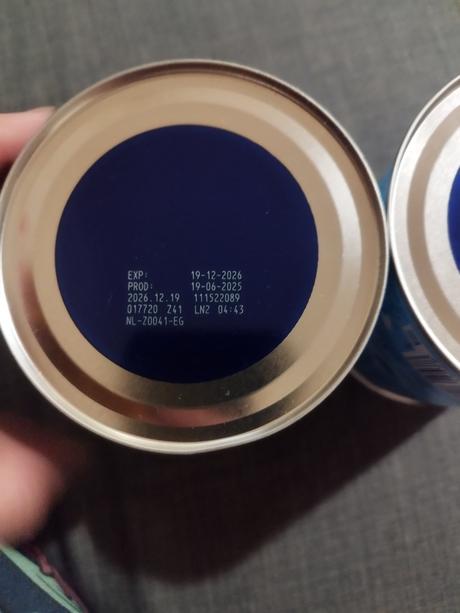 EXP: 19-12-2026
PROD: 19-06-2025
2026.12.19 111522089
017720 Z41 LN2 04:43
NL-Z0041-EG